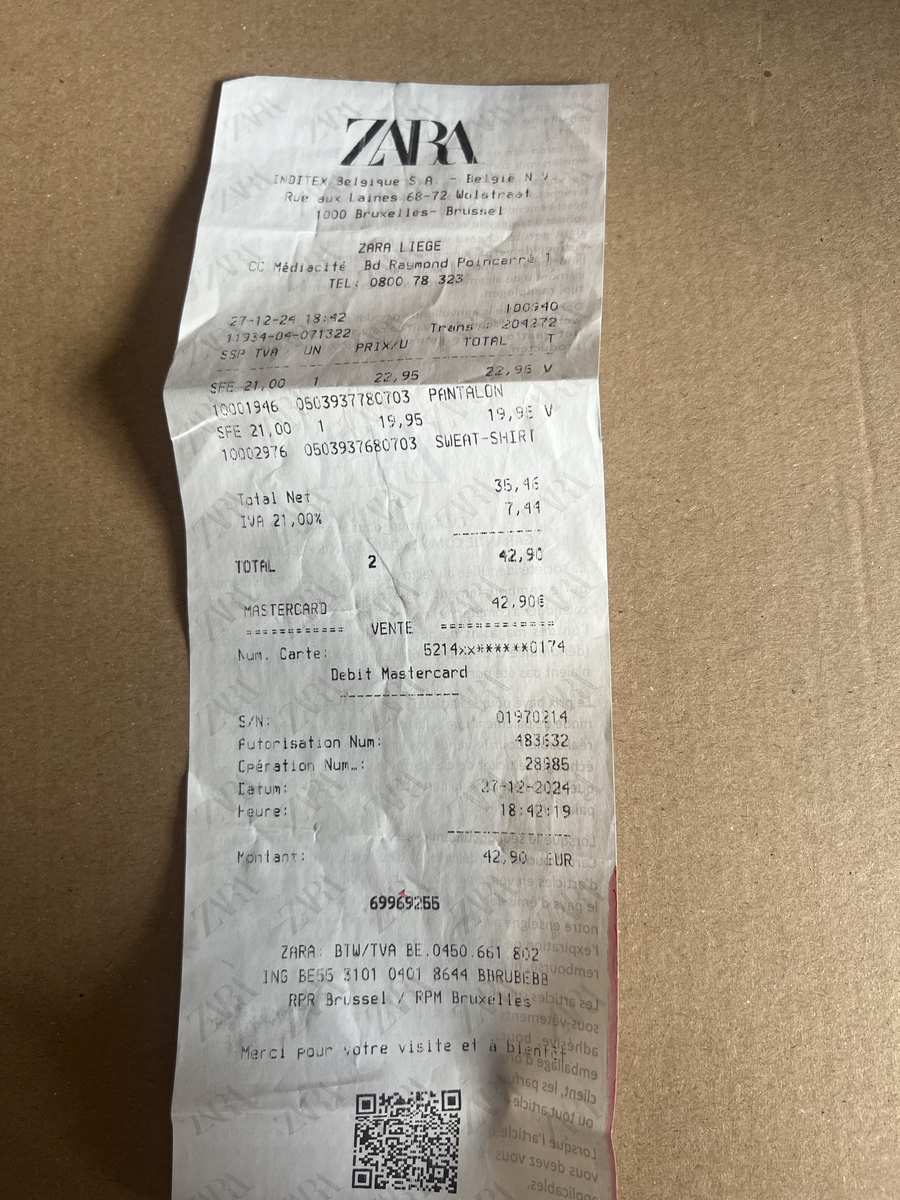 ZARA
INDITEX Belgique S.A. - België N.V.
Rue aux Laines 68-72 Wolstraat
1000 Bruxelles- Brussel
ZARA LIEGE
CC Médiacité Bd Raymond Poincarré 1
TEL: 0800 78 323
27-12-24 18:42 100940
11934-04-071322 Trans : 204272
SSP TVA UN PRIX/U TOTAL T
SFE 21,00 1 22,95 22,95 V
10001946 0503937780703 PANTALON
SFE 21,00 1 19,95 19,95 V
10002976 0503937680703 SWEAT-SHIRT
Total Net 35,46
IVA 21,00% 7,44
TOTAL 2 42,90
MASTERCARD 42,90€
============ VENTE ==============
Num. Carte: 5214xx******0174
Debit Mastercard
S/N: 01970214
Autorisation Num: 483632
Opération Num.: 28985
Datum: 27-12-2024
Heure: 18:42:19
Montant: 42,90 EUR
69969255
ZARA: BTW/TVA BE.0450.661 802
ING BE55 3101 0401 8644 BBRUBEBB
RPR Brussel / RPM Bruxelles
Merci pour votre visite et à bientôt